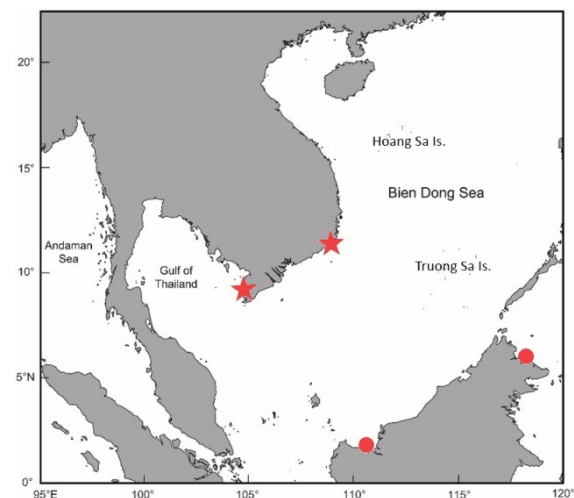 20°
Hoang Sa Is.
15°
Bien Dong Sea
Andaman
Sea
Gulf of
Thailand
10°
Truong Sa Is.
5°N
0°
95°E
100°
105°
110°
115°
120°